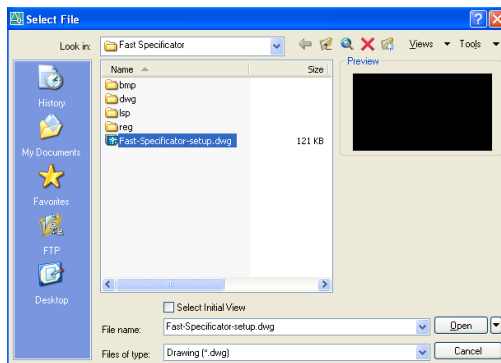 Select File
Look in: Fast Specificator Views Tools
Name Size Preview
bmp
dwg
lsp
reg
Fast-Specificator-setup.dwg 121 KB
History
My Documents
Favorites
FTP
Desktop
Select Initial View
File name: Fast-Specificator-setup.dwg Open
Files of type: Drawing (*.dwg) Cancel